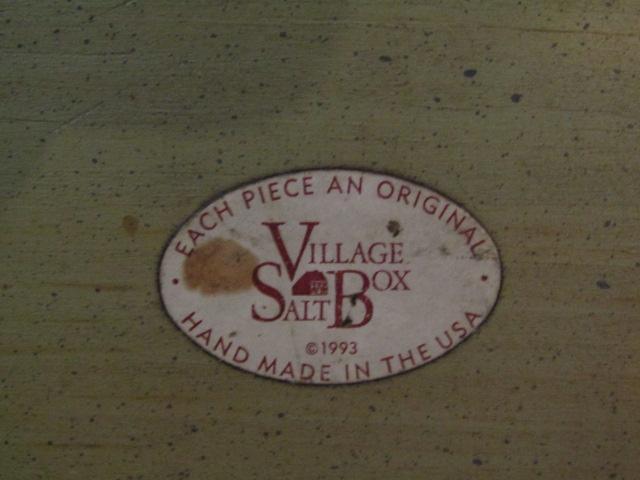 EACH PIECE AN ORIGINAL
VILLAGE
SALT BOX
©1993
HAND MADE IN THE USA